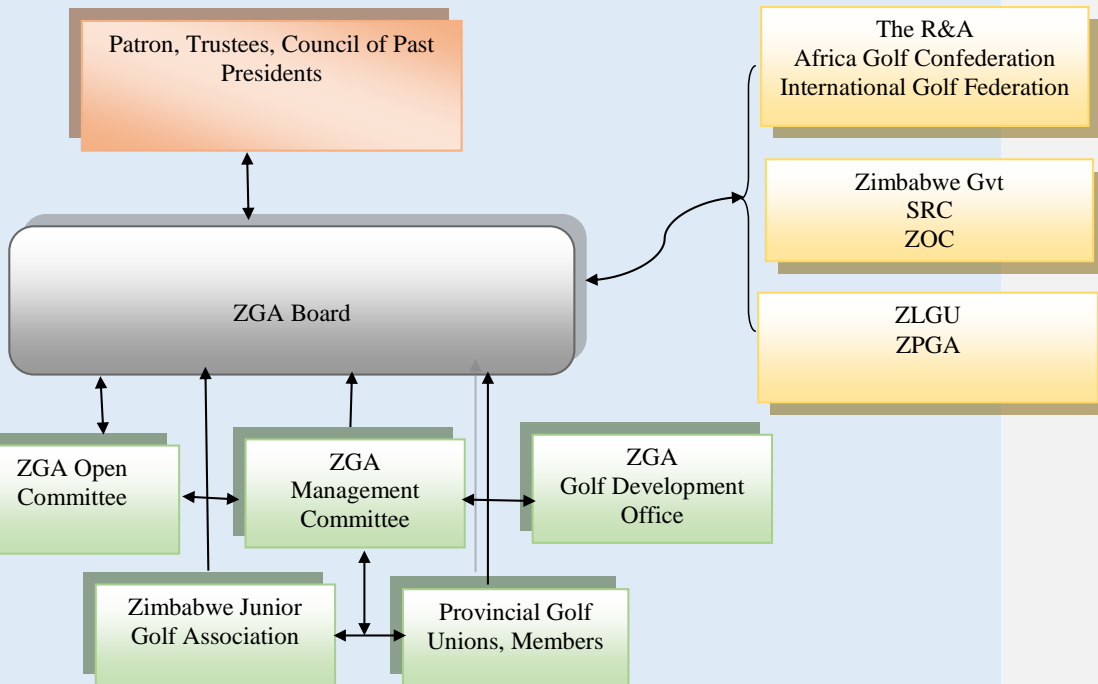 Patron, Trustees, Council of Past
Presidents
The R&A
Africa Golf Confederation
International Golf Federation
Zimbabwe Gvt
SRC
ZOC
ZGA Board
ZLGU
ZPGA
ZGA Open
Committee
ZGA
Management
Committee
ZGA
Golf Development
Office
Zimbabwe Junior
Golf Association
Provincial Golf
Unions, Members